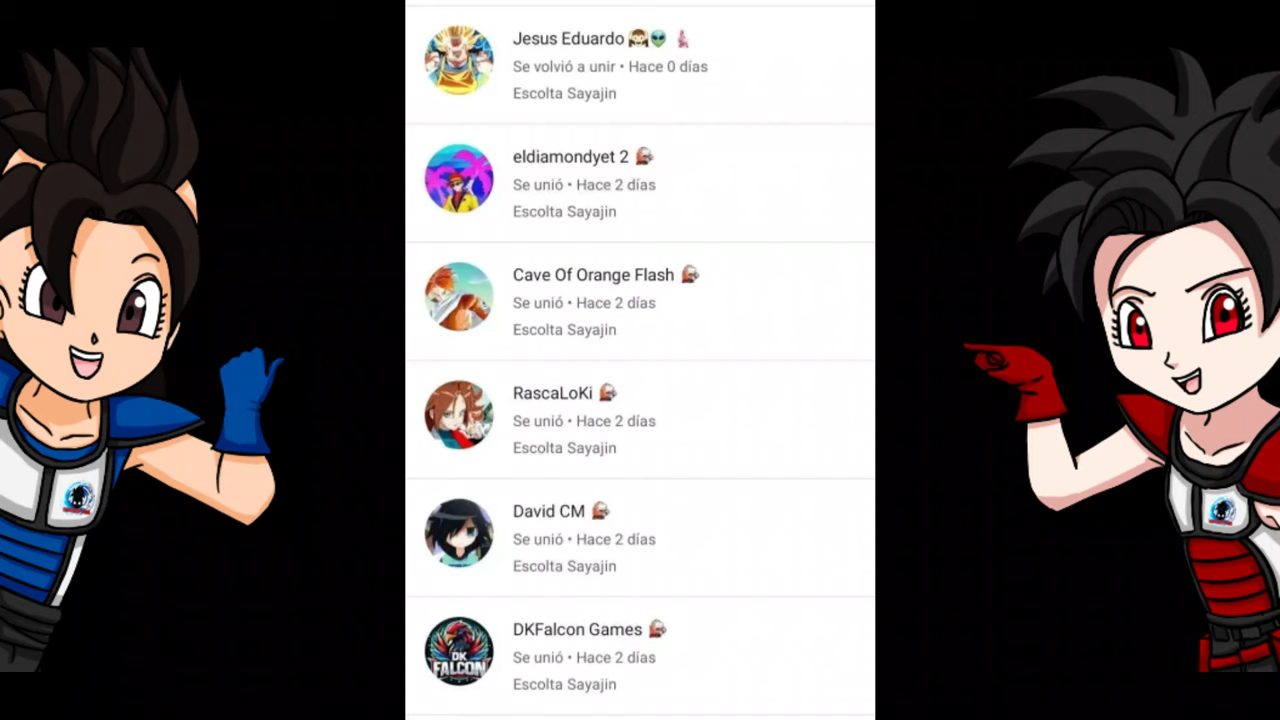 Jesus Eduardo
Se volvió a unir • Hace 0 días
Escolta Sayajin
eldiamondyet 2
Se unió • Hace 2 días
Escolta Sayajin
Cave Of Orange Flash
Se unió • Hace 2 días
Escolta Sayajin
RascaLoKi
Se unió • Hace 2 días
Escolta Sayajin
David CM
Se unió • Hace 2 días
Escolta Sayajin
DKFalcon Games
Se unió • Hace 2 días
Escolta Sayajin
DK
FALCON